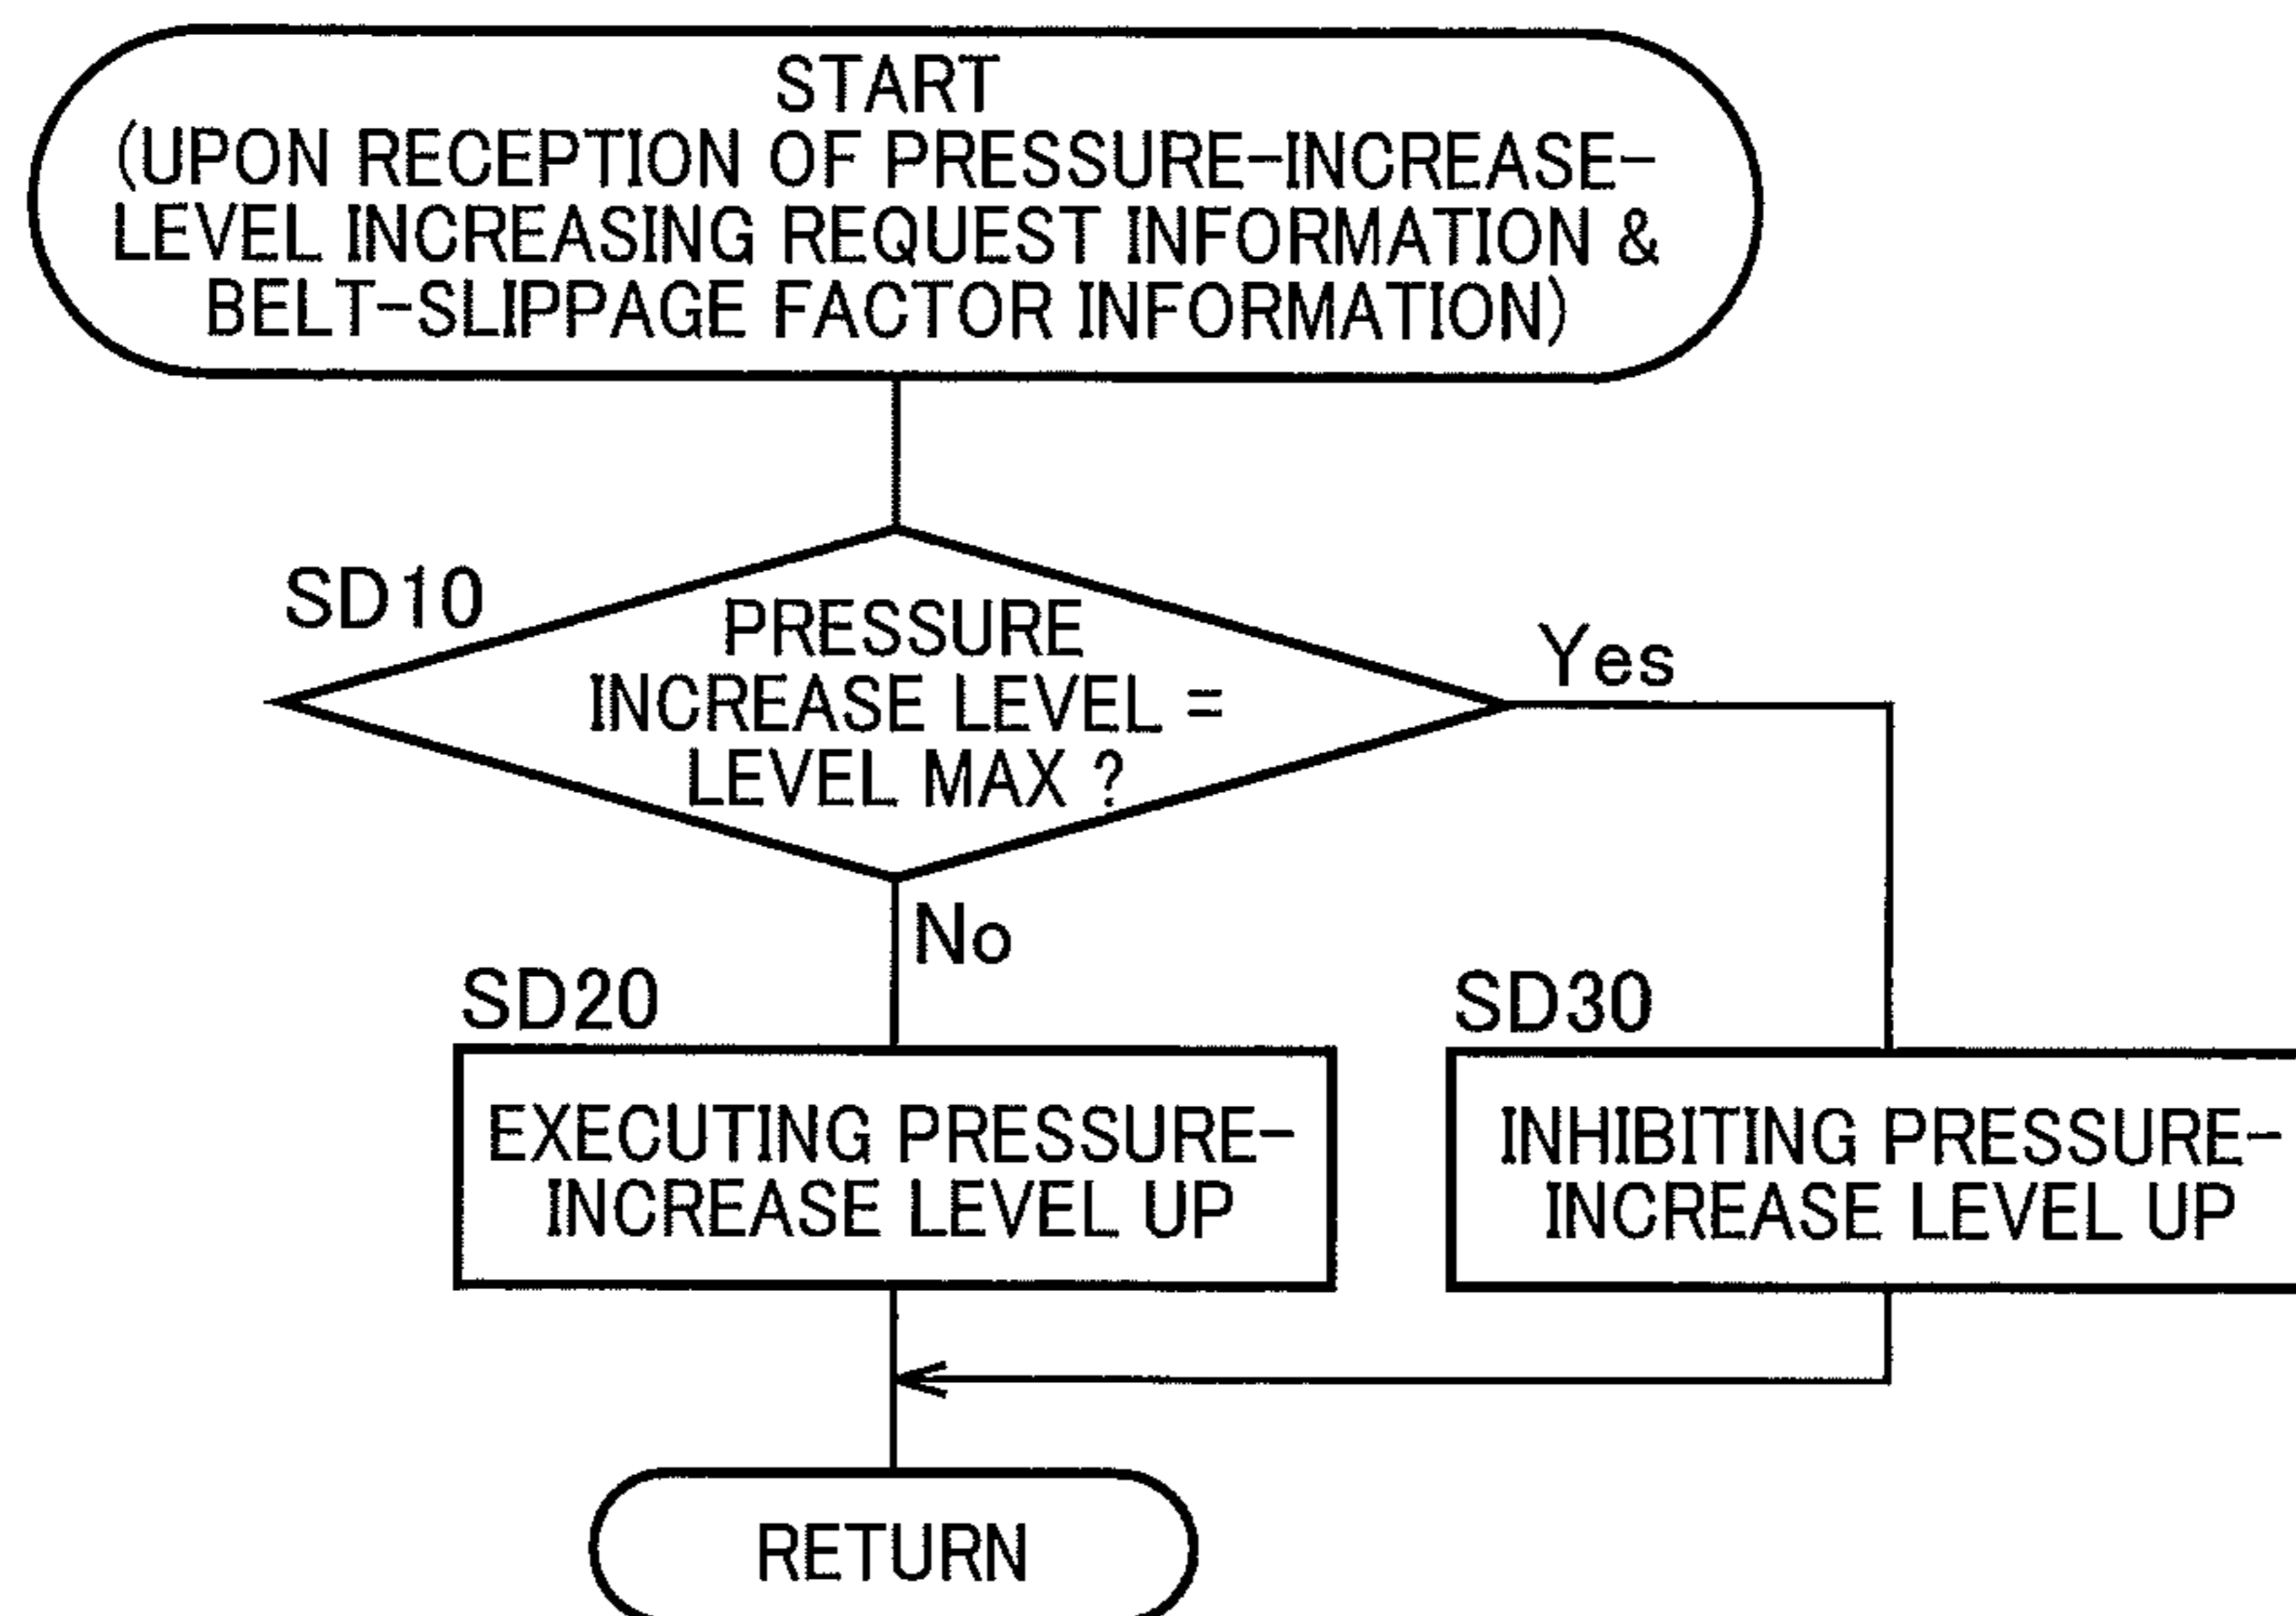 START
(UPON RECEPTION OF PRESSURE-INCREASE-
LEVEL INCREASING REQUEST INFORMATION &
BELT-SLIPPAGE FACTOR INFORMATION)
SD10
PRESSURE
INCREASE LEVEL =
LEVEL MAX ?
Yes
No
SD20
EXECUTING PRESSURE-
INCREASE LEVEL UP
SD30
INHIBITING PRESSURE-
INCREASE LEVEL UP
RETURN